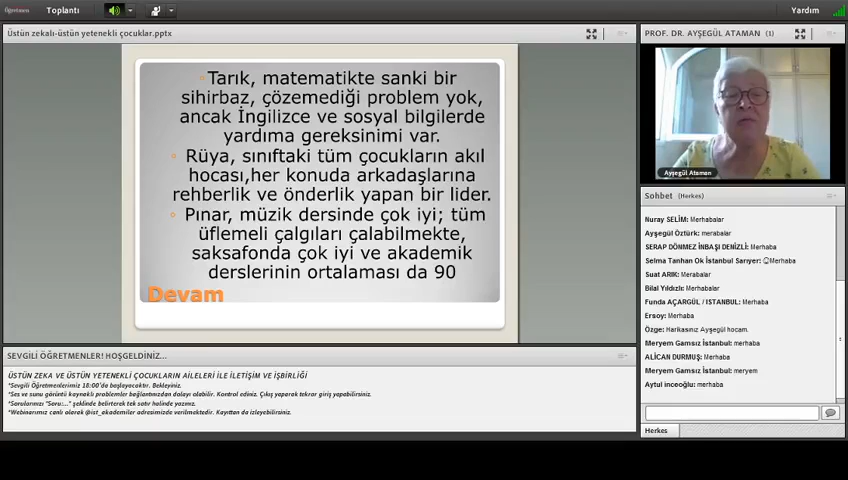 Öğretmen
Toplantı
Yardım
Üstün zekalı-üstün yetenekli çocuklar.pptx
Tarık, matematikte sanki bir
sihirbaz, çözemediği problem yok,
ancak İngilizce ve sosyal bilgilerde
yardıma gereksinimi var.
Rüya, sınıftaki tüm çocukların akıl
hocası,her konuda arkadaşlarına
rehberlik ve önderlik yapan bir lider.
Pınar, müzik dersinde çok iyi; tüm
üflemeli çalgıları çalabilmekte,
saksafonda çok iyi ve akademik
derslerinin ortalaması da 90
Devam
SEVGİLİ ÖĞRETMENLER! HOŞGELDİNİZ...
ÜSTÜN ZEKA VE ÜSTÜN YETENEKLİ ÇOCUKLARIN AİLELERİ İLE İLETİŞİM VE İŞBİRLİĞİ
*Sevgili Öğretmenlerimiz 18:00'da başlayacaktır. Bekleyiniz.
*Ses ve sunu görüntü kaynaklı problemler bağlantınızdan dolayı olabilir. Kontrol ediniz. Çıkış yaparak tekrar giriş yapabilirsiniz.
*Sorularınızı "Soru:..." şeklinde belirterek tek satır halinde yazınız.
*Webinarımız canlı olarak @ist_akademiler adresimizde verilmektedir. Kayıttan da izleyebilirsiniz.
PROF. DR. AYŞEGÜL ATAMAN (1)
Ayşegül Ataman
Sohbet (Herkes)
Nuray SELİM: Merhabalar
Ayşegül Öztürk: merabalar
SERAP DÖNMEZ İNBAŞI DENİZLİ: Merhaba
Selma Tanhan Ok İstanbul Sarıyer: Merhaba
Suat ARIK: Merabalar
Bilal Yıldızlı: Merhabalar
Funda AÇARGÜL / ISTANBUL: Merhaba
Ersoy: Merhaba
Özge: Harikasınız Ayşegül hocam.
Meryem Gamsız İstanbul: merhaba
ALİCAN DURMUŞ: Merhaba
Meryem Gamsız İstanbul: meryem
Aytul inceoğlu: merhaba
Herkes